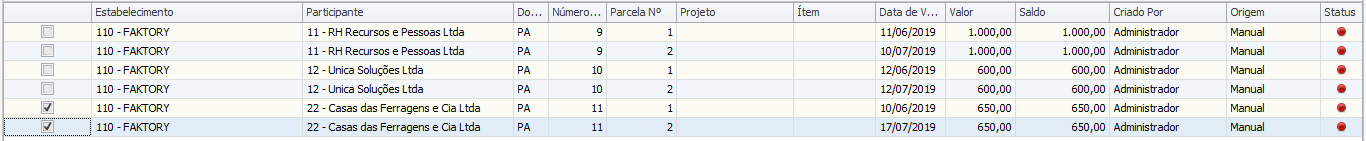 Estabelecimento Participante Do... Número... Parcela Nº Projeto Ítem Data de V... Valor Saldo Criado Por Origem Status
110 - FAKTORY 11 - RH Recursos e Pessoas Ltda PA 9 1 11/06/2019 1.000,00 1.000,00 Administrador Manual
110 - FAKTORY 11 - RH Recursos e Pessoas Ltda PA 9 2 10/07/2019 1.000,00 1.000,00 Administrador Manual
110 - FAKTORY 12 - Unica Soluções Ltda PA 10 1 12/06/2019 600,00 600,00 Administrador Manual
110 - FAKTORY 12 - Unica Soluções Ltda PA 10 2 12/07/2019 600,00 600,00 Administrador Manual
110 - FAKTORY 22 - Casas das Ferragens e Cia Ltda PA 11 1 10/06/2019 650,00 650,00 Administrador Manual
110 - FAKTORY 22 - Casas das Ferragens e Cia Ltda PA 11 2 17/07/2019 650,00 650,00 Administrador Manual